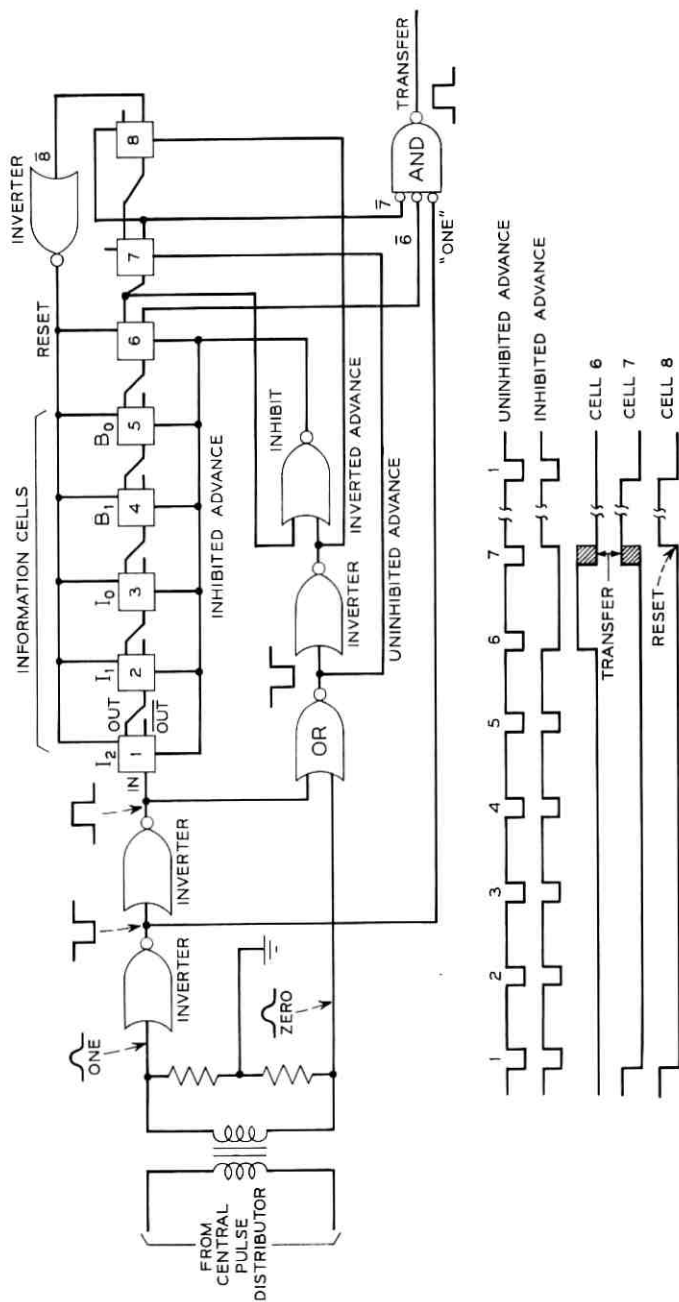 FROM
CENTRAL
PULSE
DISTRIBUTOR
ONE
ZERO
INVERTER
INVERTER
IN
OUT
OUT
INFORMATION CELLS
I2
I1
I0
B1
B0
1
2
3
4
5
6
7
8
RESET
INVERTER
8
INHIBITED ADVANCE
OR
INVERTER
INHIBIT
INVERTED ADVANCE
UNINHIBITED ADVANCE
7
6
"ONE"
AND
TRANSFER
1
2
3
4
5
6
7
1
UNINHIBITED ADVANCE
INHIBITED ADVANCE
CELL 6
TRANSFER
CELL 7
RESET
CELL 8